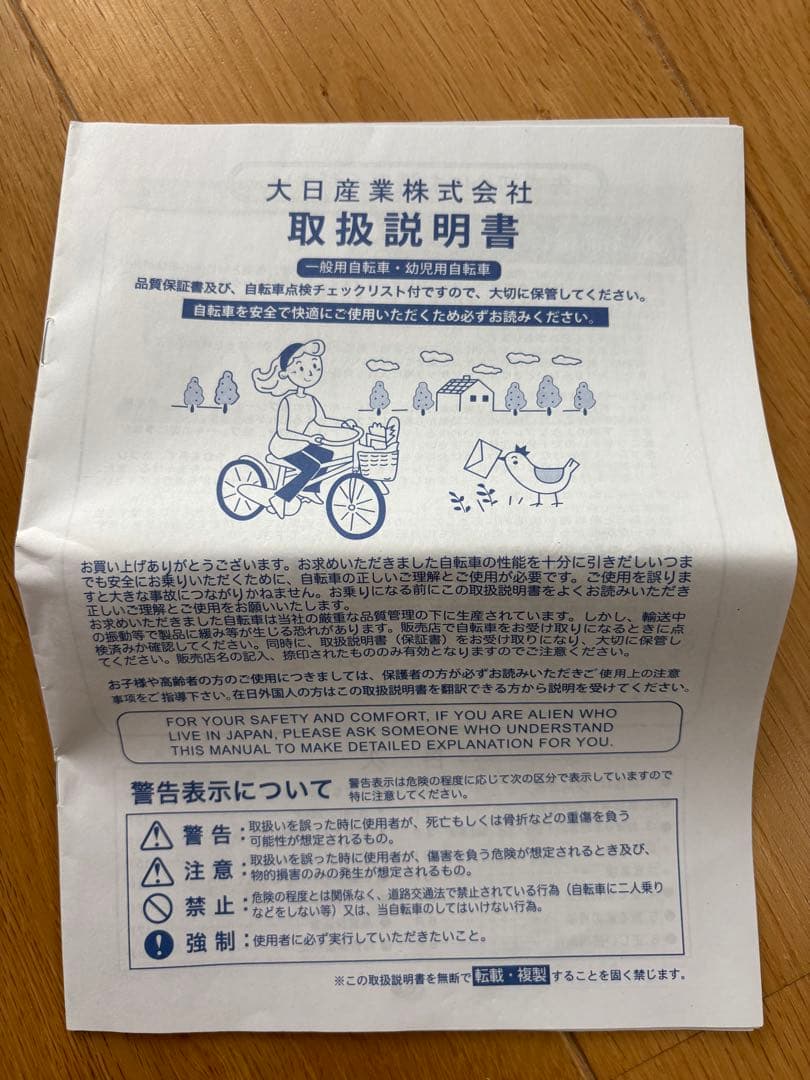 大日産業株式会社
取扱説明書
一般用自転車・幼児用自転車
品質保証書及び、自転車点検チェックリスト付ですので、大切に保管してください。
自転車を安全で快適にご使用いただくため必ずお読みください。
お買い上げありがとうございます。お求めいただきました自転車の性能を十分に引きだしいつま
でも安全にお乗りいただくために、自転車の正しいご理解とご使用が必要です。ご使用を誤りま
すと大きな事故につながりかねません。お乗りになる前にこの取扱説明書をよくお読みいただき
正しいご理解とご使用をお願いいたします。
お求めいただきました自転車は当社の厳重な品質管理の下に生産されています。しかし、輸送中
の振動等で製品に緩み等が生じる恐れがあります。販売店で自転車をお受け取りになるときに点
検済みか確認してください。同時に、取扱説明書（保証書）をお受け取りになり、大切に保管し
てください。販売店名の記入、捺印されたもののみ有効となりますのでご注意ください。
お子様や高齢者の方のご使用につきましては、保護者の方が必ずお読みいただきご使用上の注意
事項をご指導下さい。在日外国人の方はこの取扱説明書を翻訳できる方から説明を受けてください。
FOR YOUR SAFETY AND COMFORT, IF YOU ARE ALIEN WHO
LIVE IN JAPAN, PLEASE ASK SOMEONE WHO UNDERSTAND
THIS MANUAL TO MAKE DETAILED EXPLANATION FOR YOU.
警告表示について
警告表示は危険の程度に応じて次の区分で表示していますので
特に注意してください。
警告：取扱いを誤った時に使用者が、死亡もしくは骨折などの重傷を負う
可能性が想定されるもの。
注意：取扱いを誤った時に使用者が、傷害を負う危険が想定されるとき及び、
物的損害のみの発生が想定されるもの。
禁止：危険の程度とは関係なく、道路交通法で禁止されている行為（自転車に二人乗り
などをしない等）又は、当自転車のしてはいけない行為。
強制：使用者に必ず実行していただきたいこと。
※この取扱説明書を無断で転載・複製することを固く禁じます。